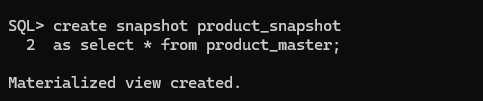 SQL> create snapshot product_snapshot
  2  as select * from product_master;
Materialized view created.